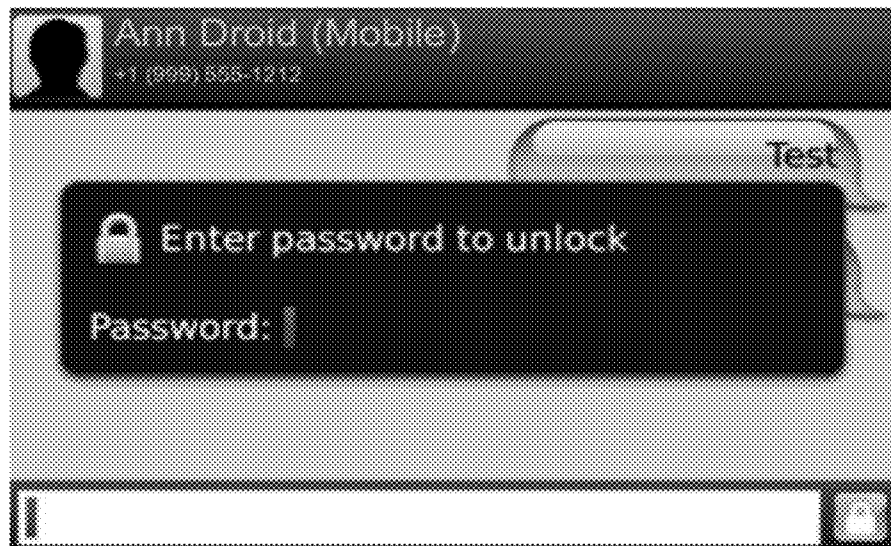 Ann Droid (Mobile)
+1 (999) 555-1212
Test
Enter password to unlock
Password: